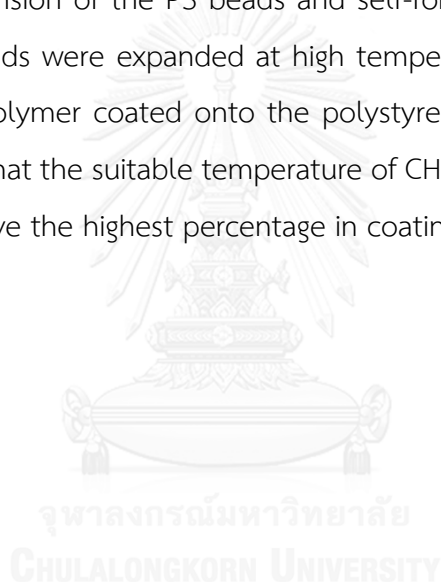 nsion of the PS beads and self-for
ds were expanded at high tempe
olymer coated onto the polystyre
hat the suitable temperature of CH
ve the highest percentage in coatin
จุฬาลงกรณ์มหาวิทยาลัย
CHULALONGKORN UNIVERSITY